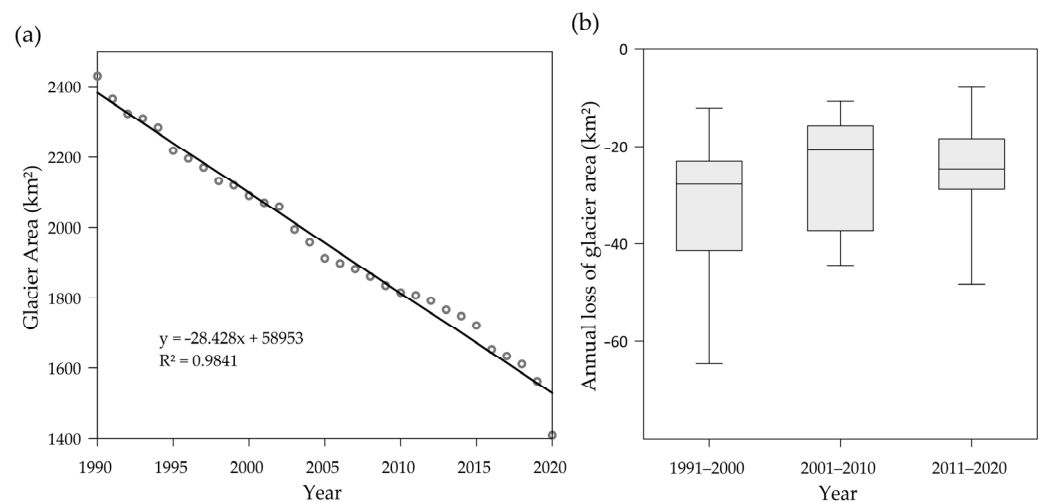 (a)
Glacier Area (km²)
2400
2200
2000
1800
1600
1400
y = -28.428x + 58953
R² = 0.9841
1990 1995 2000 2005 2010 2015 2020
Year
(b)
Annual loss of glacier area (km²)
0
-20
-40
-60
1991–2000 2001–2010 2011–2020
Year